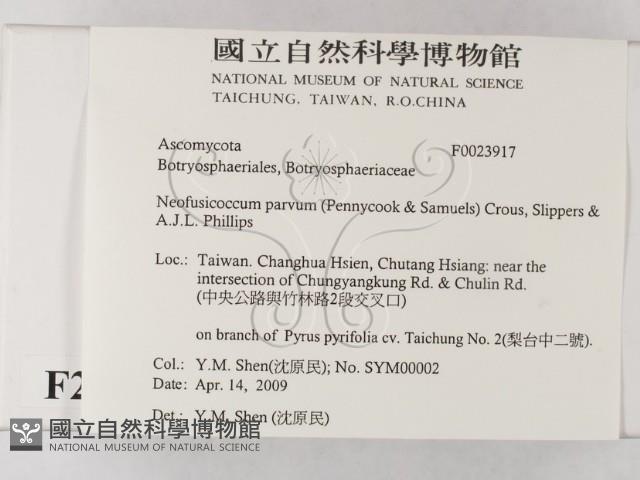 國立自然科學博物館
NATIONAL MUSEUM OF NATURAL SCIENCE
TAICHUNG, TAIWAN, R.O.CHINA
Ascomycota F0023917
Botryosphaeriales, Botryosphaeriaceae
Neofusicoccum parvum (Pennycook & Samuels) Crous, Slippers &
A.J.L. Phillips
Loc.: Taiwan. Changhua Hsien, Chutang Hsiang: near the
intersection of Chungyangkung Rd. & Chulin Rd.
(中央公路與竹林路2段交叉口)
on branch of Pyrus pyrifolia cv. Taichung No. 2(梨台中二號).
Col.: Y.M. Shen(沈原民); No. SYM00002
Date: Apr. 14, 2009
F2
Det.: Y.M. Shen (沈原民)
國立自然科學博物館
NATIONAL MUSEUM OF NATURAL SCIENCE